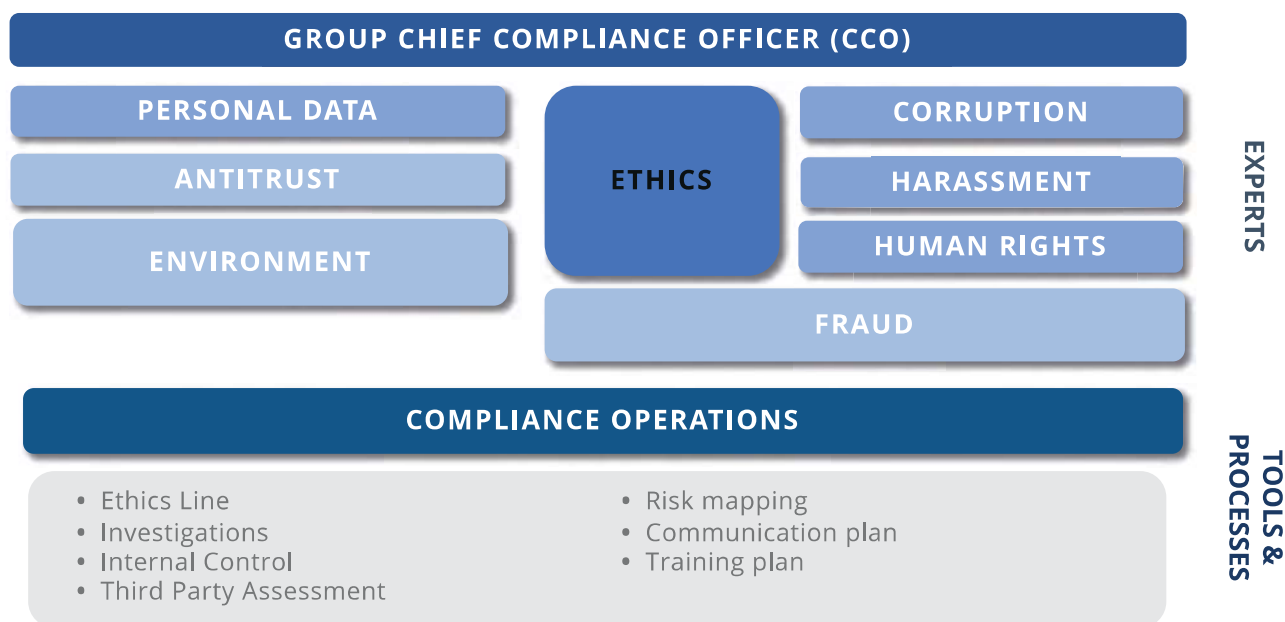 GROUP CHIEF COMPLIANCE OFFICER (CCO)
PERSONAL DATA
ANTITRUST
ENVIRONMENT
ETHICS
CORRUPTION
HARASSMENT
HUMAN RIGHTS
FRAUD
EXPERTS
COMPLIANCE OPERATIONS
• Ethics Line
• Investigations
• Internal Control
• Third Party Assessment
• Risk mapping
• Communication plan
• Training plan
TOOLS &
PROCESSES